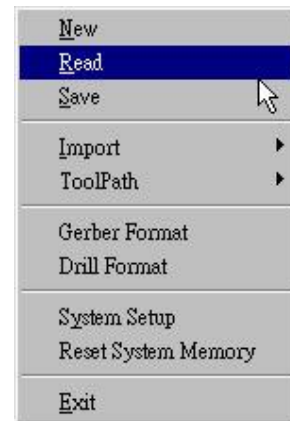 New
Read
Save
Import
ToolPath
Gerber Format
Drill Format
System Setup
Reset System Memory
Exit